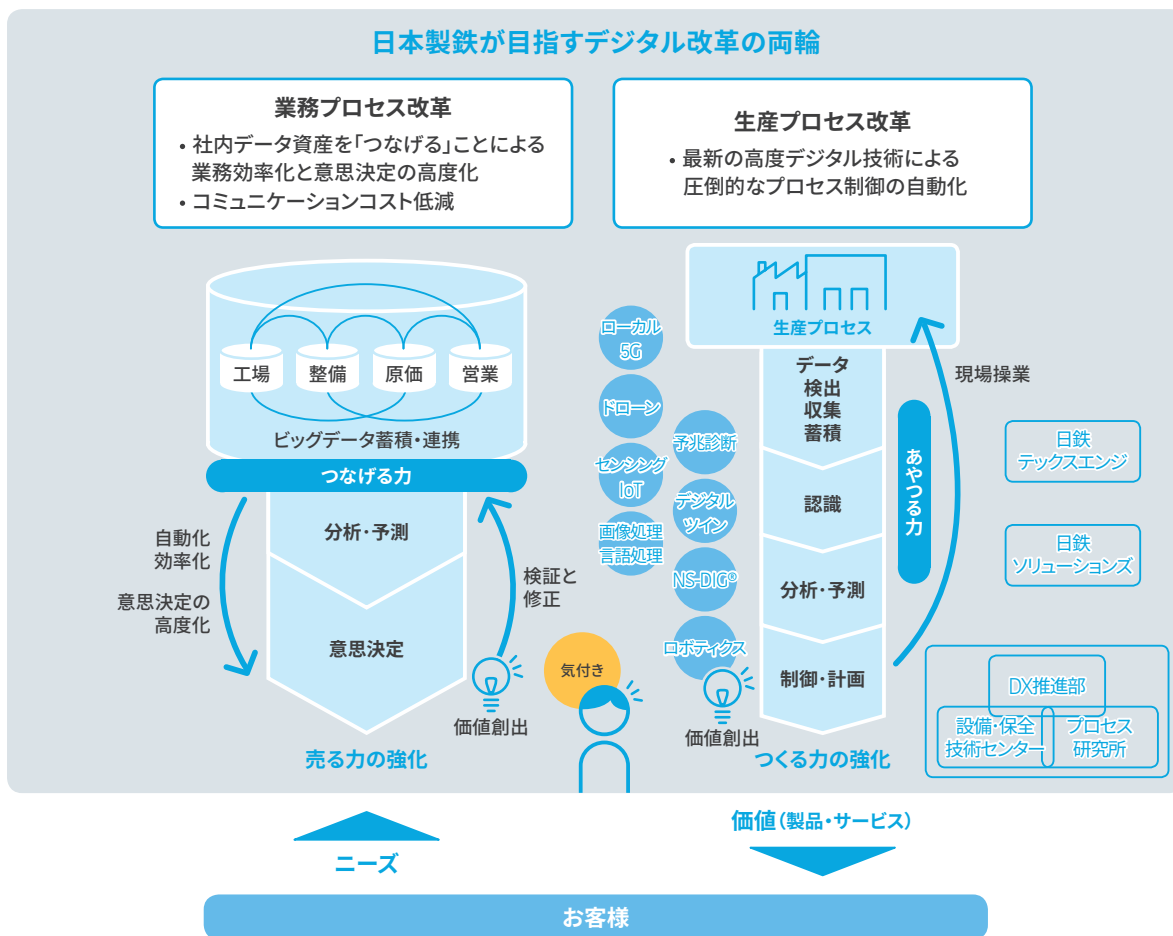 日本製鉄が目指すデジタル改革の両輪
業務プロセス改革
・社内データ資産を「つなげる」ことによる
業務効率化と意思決定の高度化
・コミュニケーションコスト低減
生産プロセス改革
・最新の高度デジタル技術による
圧倒的なプロセス制御の自動化
工場
整備
原価
営業
ビッグデータ蓄積・連携
つなげる力
分析・予測
意思決定
自動化
効率化
意思決定の
高度化
検証と
修正
価値創出
売る力の強化
気付き
ローカル
5G
ドローン
センシング
IoT
画像処理
言語処理
予兆診断
デジタル
ツイン
NS-DIG®
ロボティクス
価値創出
生産プロセス
データ
検出
収集
蓄積
認識
分析・予測
制御・計画
つくる力の強化
あやつる力
現場操業
日鉄
テックスエンジ
日鉄
ソリューションズ
DX推進部
設備・保全
技術センター
プロセス
研究所
ニーズ
価値（製品・サービス）
お客様